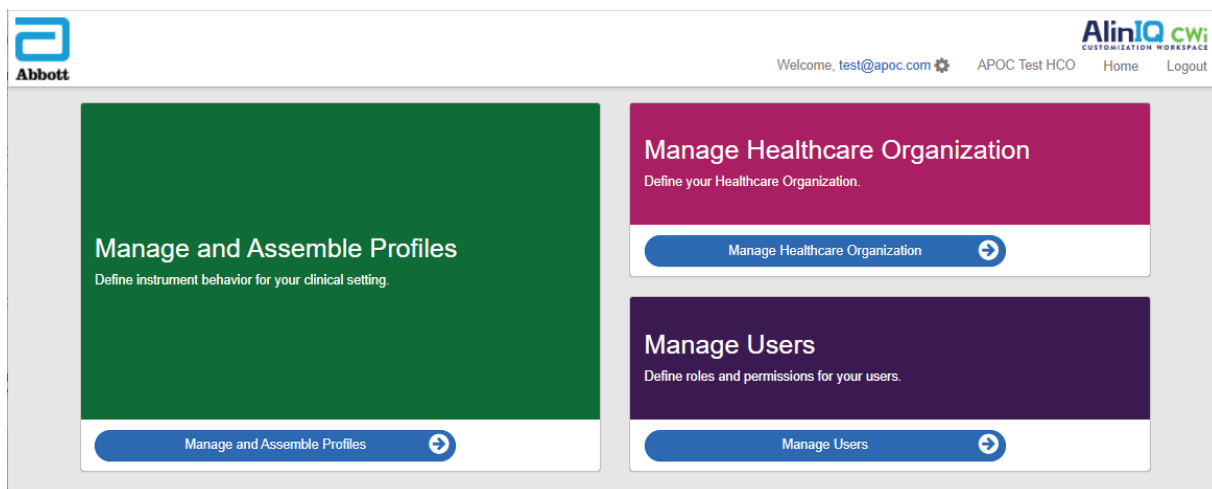 Abbott
AlinIQ CWi
CUSTOMIZATION WORKSPACE
Welcome, test@apoc.com APOC Test HCO Home Logout
Manage and Assemble Profiles
Define instrument behavior for your clinical setting.
Manage and Assemble Profiles
Manage Healthcare Organization
Define your Healthcare Organization.
Manage Healthcare Organization
Manage Users
Define roles and permissions for your users.
Manage Users